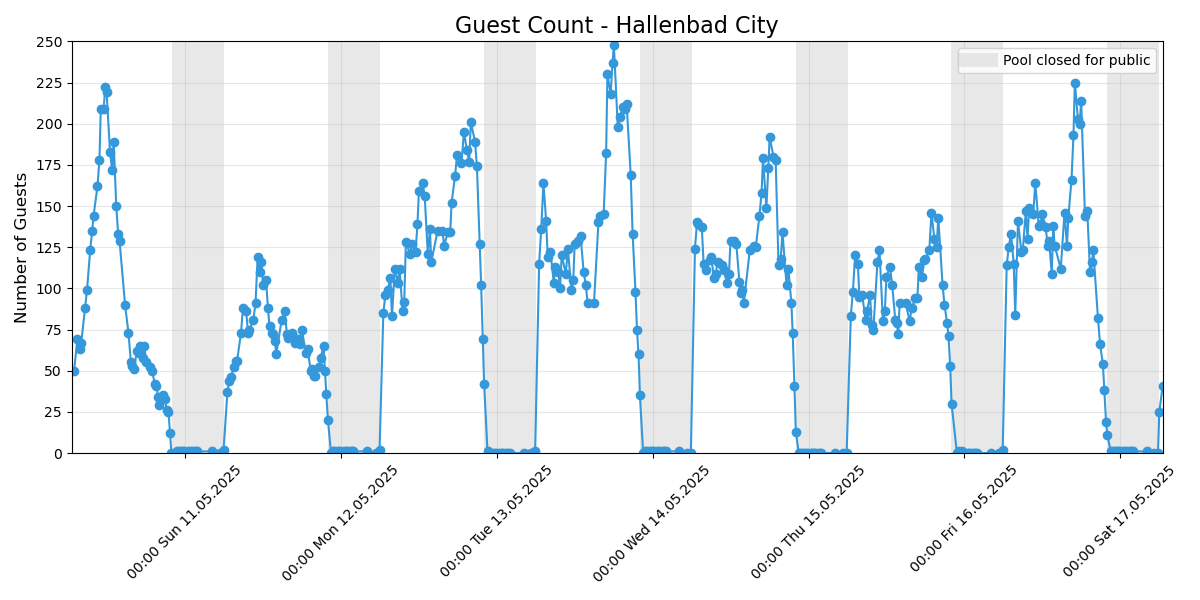 Guest Count - Hallenbad City
Number of Guests
250
225
200
175
150
125
100
75
50
25
0
Pool closed for public
00:00 Sun 11.05.2025
00:00 Mon 12.05.2025
00:00 Tue 13.05.2025
00:00 Wed 14.05.2025
00:00 Thu 15.05.2025
00:00 Fri 16.05.2025
00:00 Sat 17.05.2025